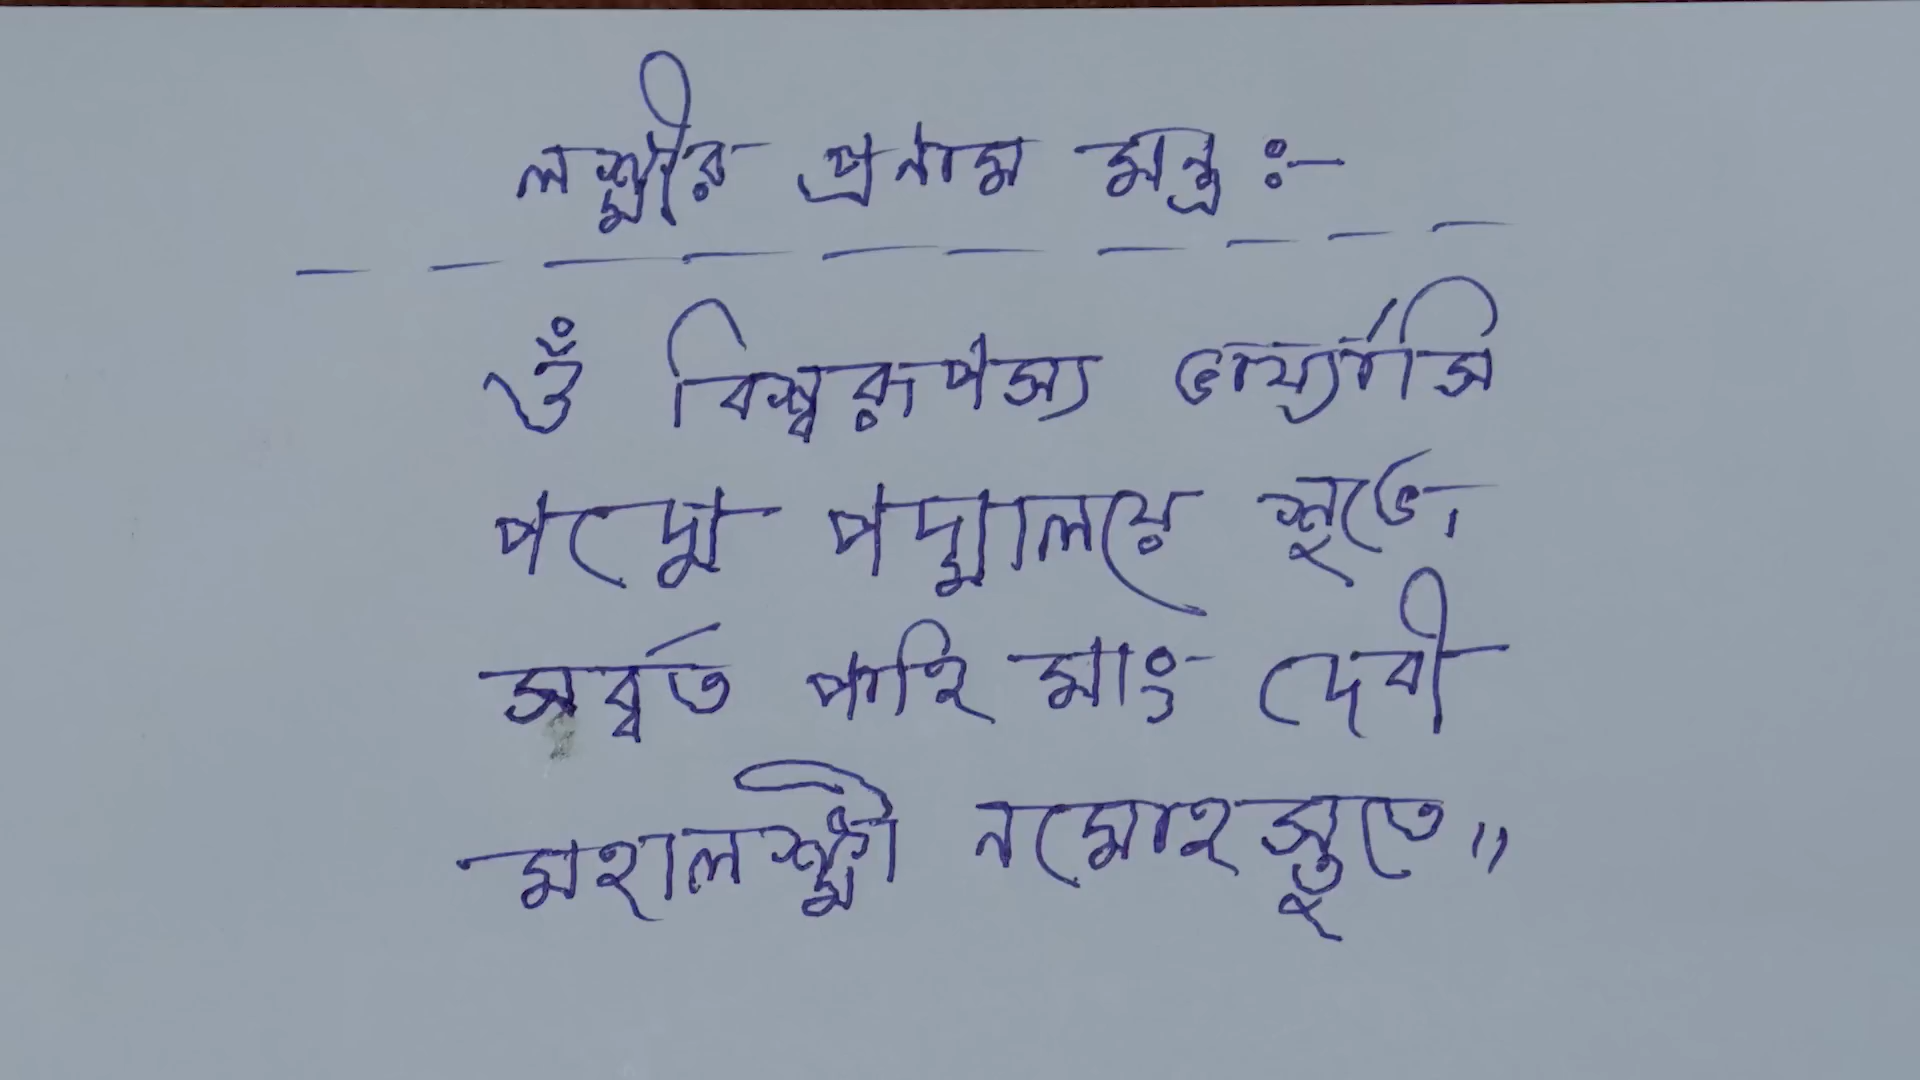 লক্ষ্মীর প্রনাম মন্ত্র ঃ-
ওঁ বিশ্বরূপস্য ভার্য্যাসি
পদ্মে পদ্মালয়ে শুভে।
সর্ব্বত পাহি মাং দেবী
মহালক্ষ্মী নমোহস্তুতে॥